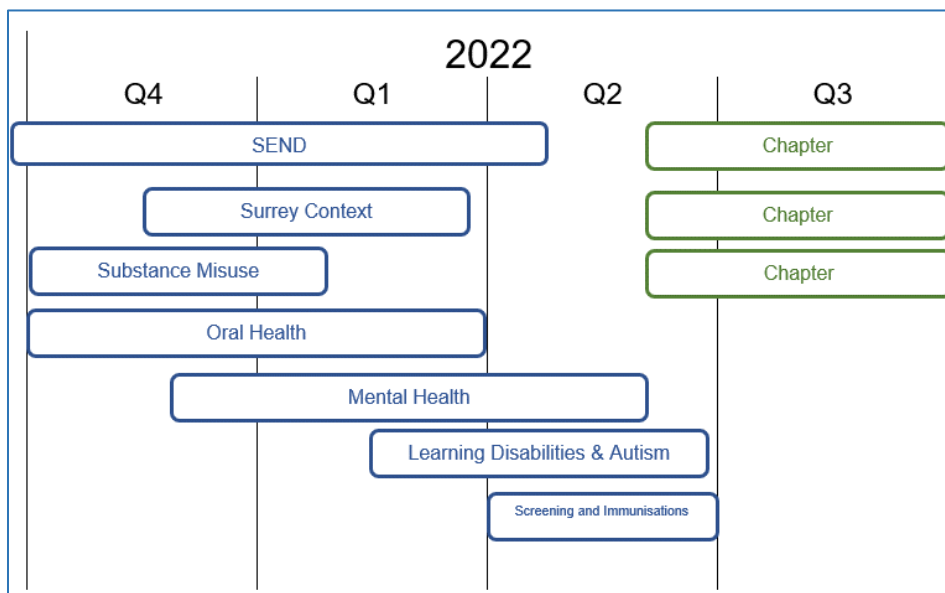 2022
Q4
Q1
Q2
Q3
SEND
Chapter
Surrey Context
Chapter
Substance Misuse
Chapter
Oral Health
Mental Health
Learning Disabilities & Autism
Screening and Immunisations